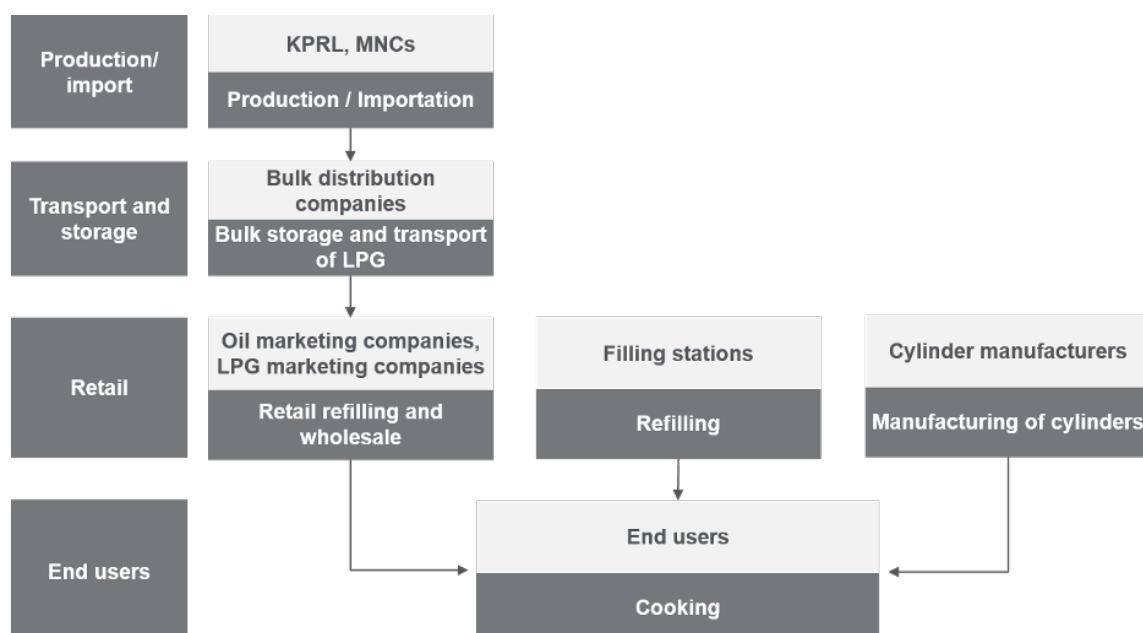 Production/
import
KPRL, MNCs
Production / Importation
Transport and
storage
Bulk distribution
companies
Bulk storage and transport
of LPG
Retail
Oil marketing companies,
LPG marketing companies
Retail refilling and
wholesale
Filling stations
Refilling
Cylinder manufacturers
Manufacturing of cylinders
End users
End users
Cooking